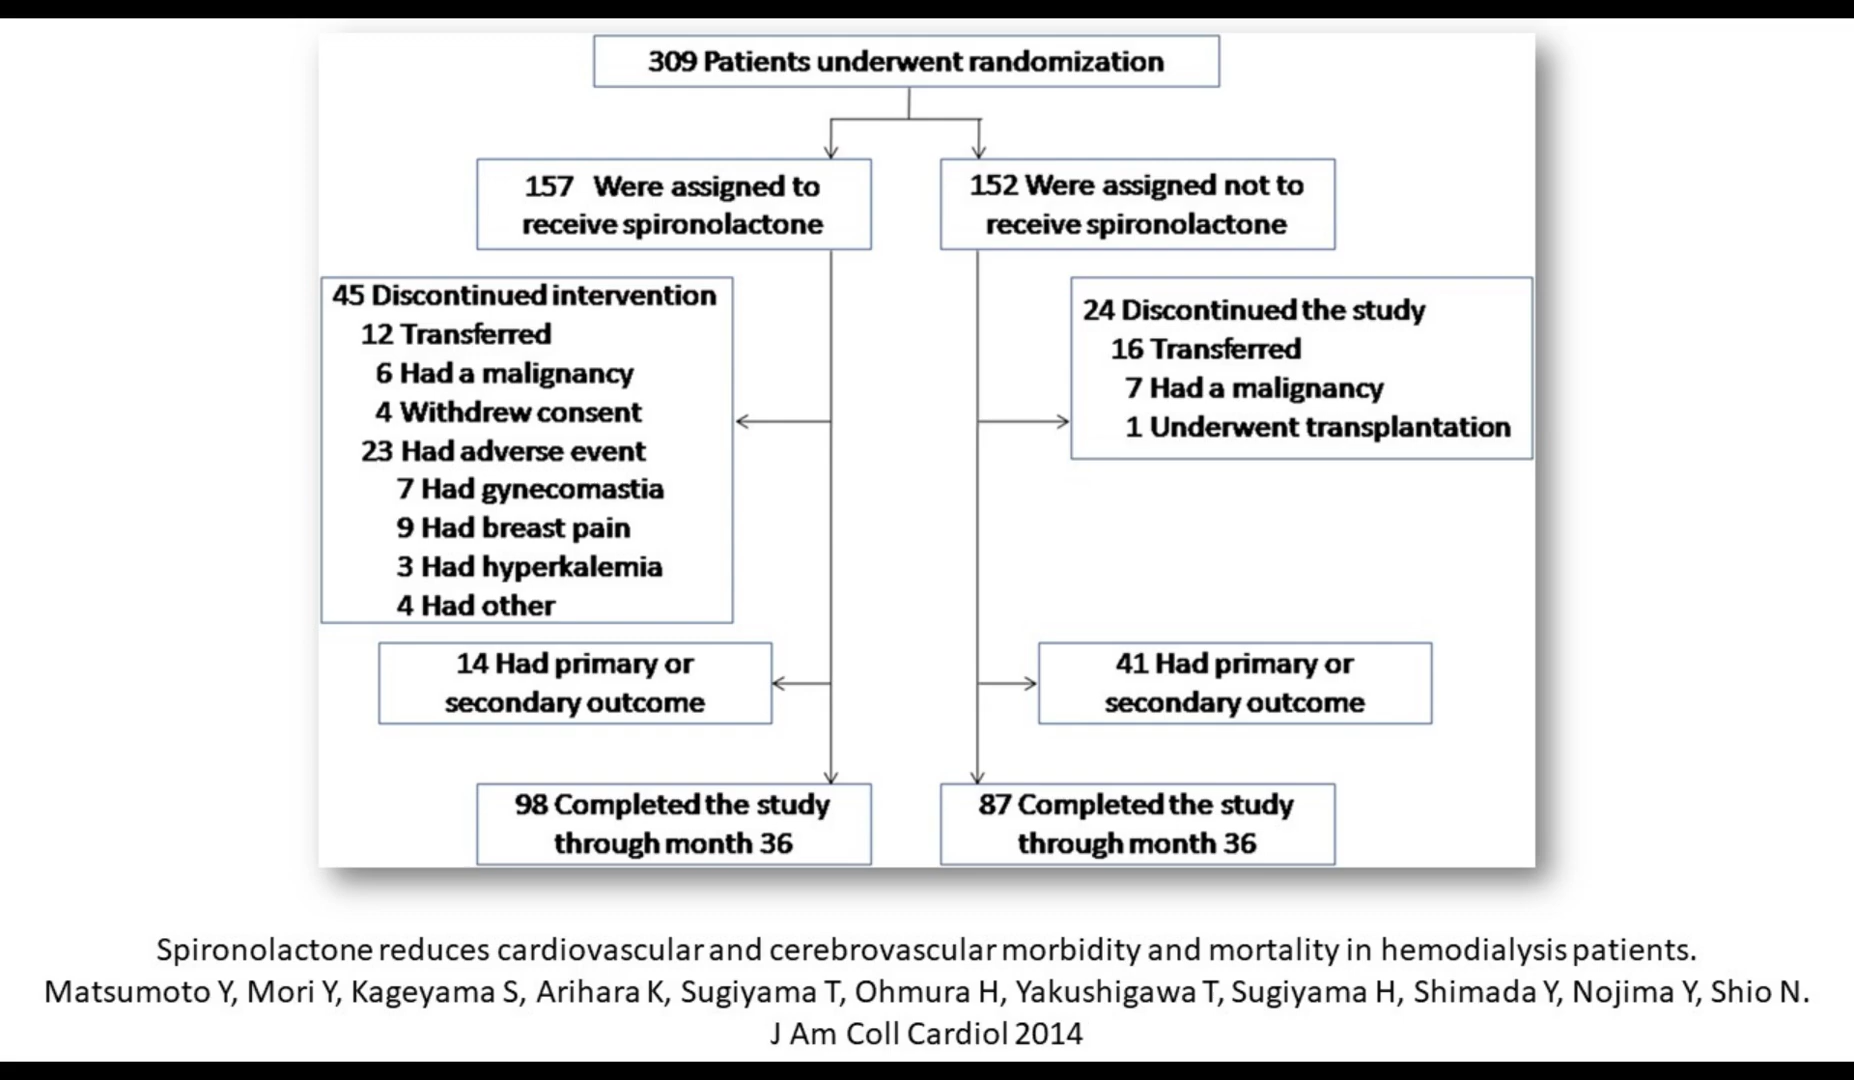 309 Patients underwent randomization
157 Were assigned to
receive spironolactone
152 Were assigned not to
receive spironolactone
45 Discontinued intervention
12 Transferred
6 Had a malignancy
4 Withdrew consent
23 Had adverse event
7 Had gynecomastia
9 Had breast pain
3 Had hyperkalemia
4 Had other
24 Discontinued the study
16 Transferred
7 Had a malignancy
1 Underwent transplantation
14 Had primary or
secondary outcome
41 Had primary or
secondary outcome
98 Completed the study
through month 36
87 Completed the study
through month 36
Spironolactone reduces cardiovascular and cerebrovascular morbidity and mortality in hemodialysis patients.
Matsumoto Y, Mori Y, Kageyama S, Arihara K, Sugiyama T, Ohmura H, Yakushigawa T, Sugiyama H, Shimada Y, Nojima Y, Shio N.
J Am Coll Cardiol 2014